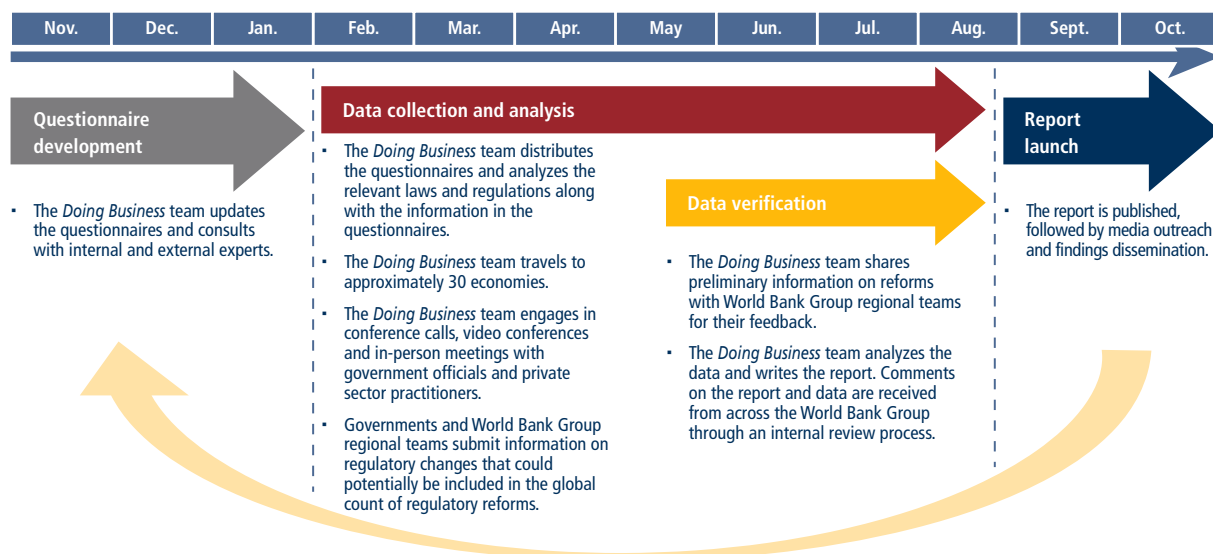 Nov. Dec. Jan. Feb. Mar. Apr. May Jun. Jul. Aug. Sept. Oct.
Questionnaire
development
▪ The Doing Business team updates
the questionnaires and consults
with internal and external experts.
Data collection and analysis
▪ The Doing Business team distributes
the questionnaires and analyzes the
relevant laws and regulations along
with the information in the
questionnaires.
▪ The Doing Business team travels to
approximately 30 economies.
▪ The Doing Business team engages in
conference calls, video conferences
and in-person meetings with
government officials and private
sector practitioners.
▪ Governments and World Bank Group
regional teams submit information on
regulatory changes that could
potentially be included in the global
count of regulatory reforms.
Data verification
▪ The Doing Business team shares
preliminary information on reforms
with World Bank Group regional teams
for their feedback.
▪ The Doing Business team analyzes the
data and writes the report. Comments
on the report and data are received
from across the World Bank Group
through an internal review process.
Report
launch
▪ The report is published,
followed by media outreach
and findings dissemination.